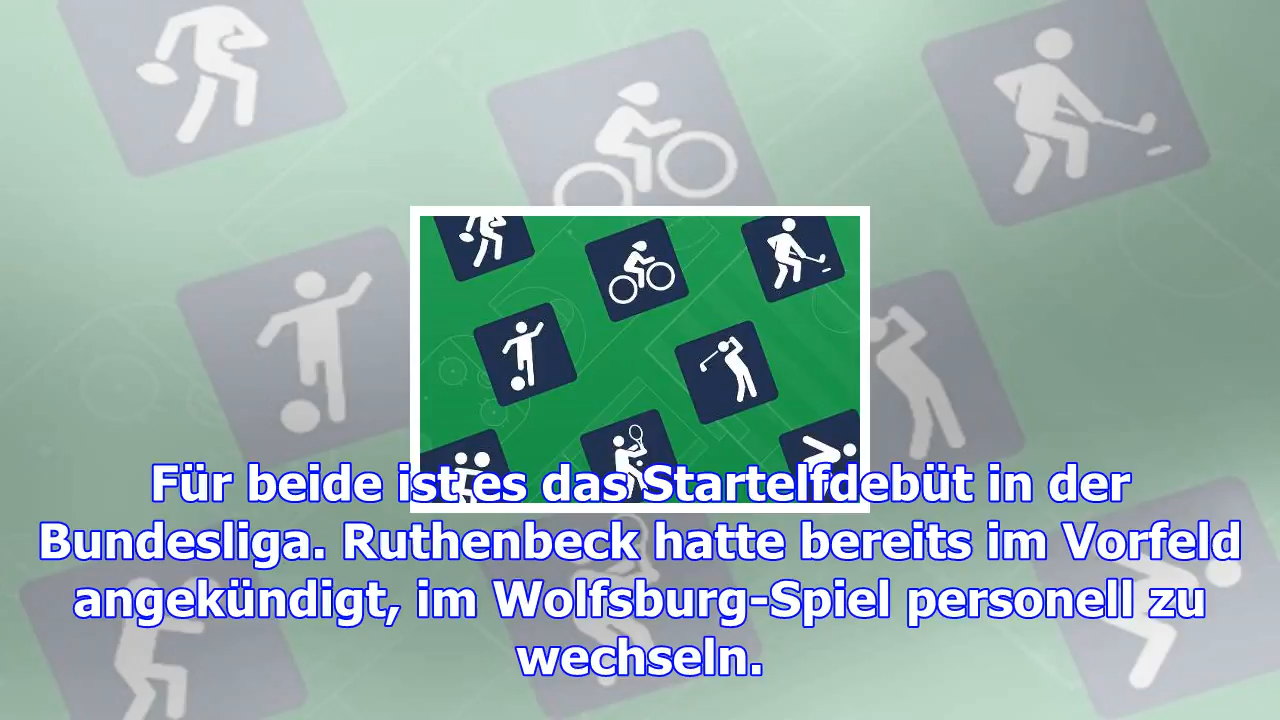 Für beide ist es das Startelfdebüt in der
Bundesliga. Ruthenbeck hatte bereits im Vorfeld
angekündigt, im Wolfsburg-Spiel personell zu
wechseln.